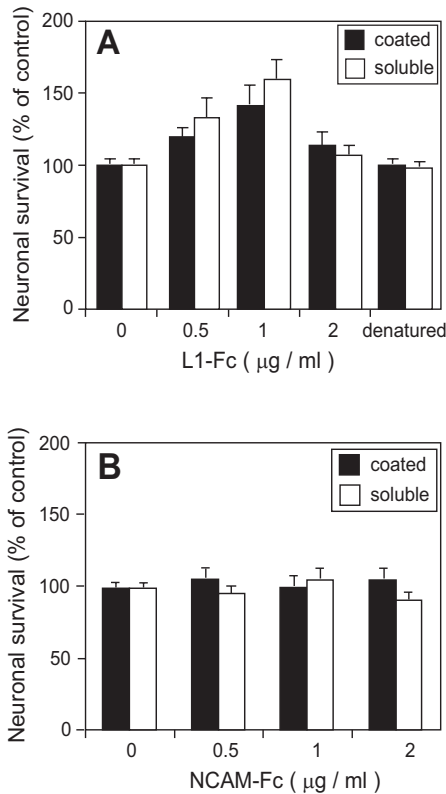 A
coated
soluble
Neuronal survival (% of control)
200
150
100
50
0
0 0.5 1 2 denatured
L1-Fc ( μg / ml )
B
coated
soluble
Neuronal survival (% of control)
200
150
100
50
0
0 0.5 1 2
NCAM-Fc ( μg / ml )